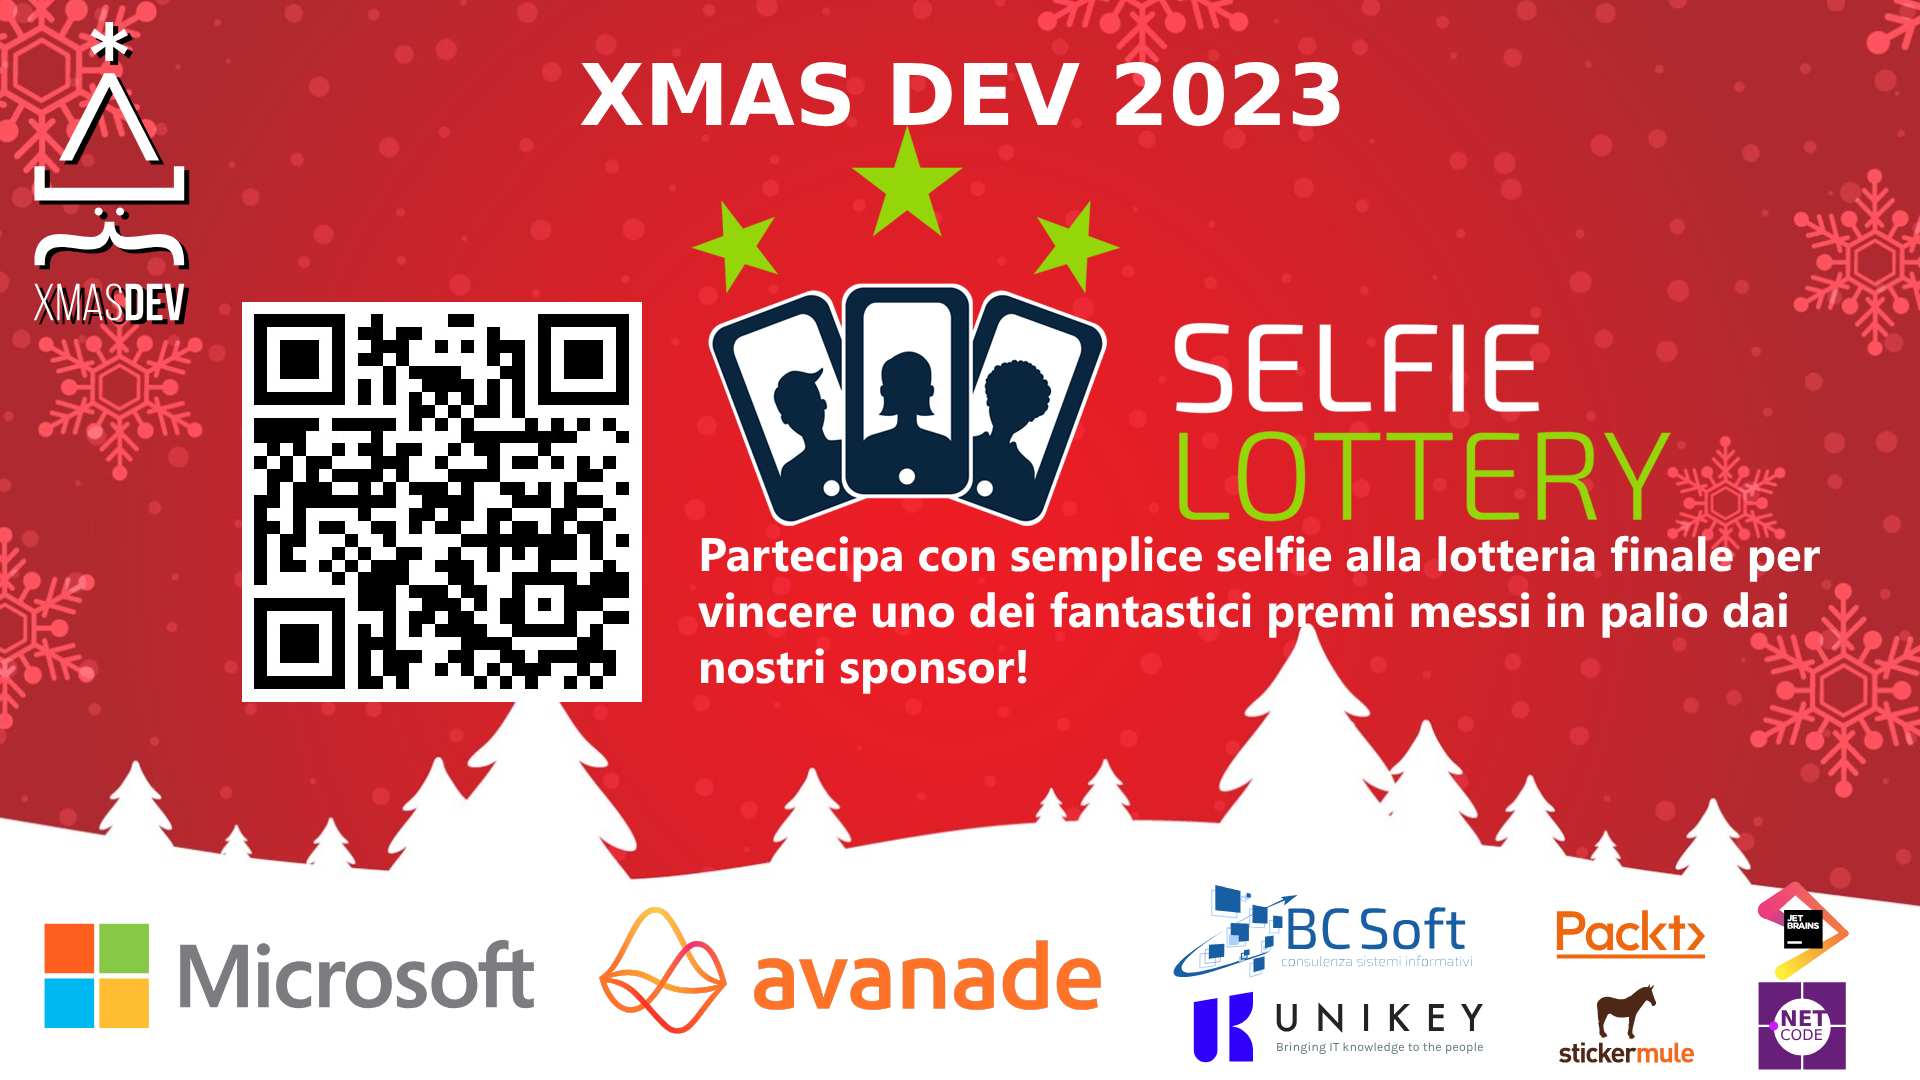 XMAS DEV 2023
XMASDEV
SELFIE
LOTTERY
Partecipa con semplice selfie alla lotteria finale per
vincere uno dei fantastici premi messi in palio dai
nostri sponsor!
Microsoft
avanade
BC Soft
consulenza sistemi informativi
UNIKEY
Bringing IT knowledge to the people
Packt>
stickermule
JET
BRAINS
NET
CODE